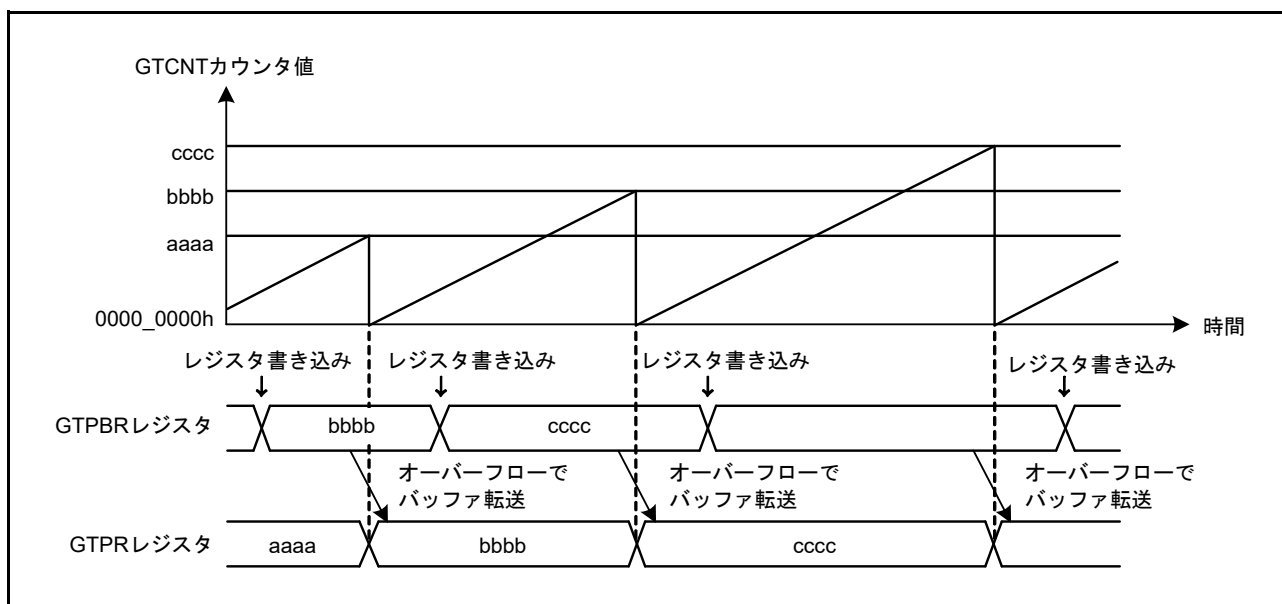 GTCNTカウンタ値
cccc
bbbb
aaaa
0000_0000h
時間
レジスタ書き込み
レジスタ書き込み
レジスタ書き込み
レジスタ書き込み
GTPBRレジスタ
bbbb
cccc
オーバーフローで
バッファ転送
オーバーフローで
バッファ転送
オーバーフローで
バッファ転送
GTPRレジスタ
aaaa
bbbb
cccc